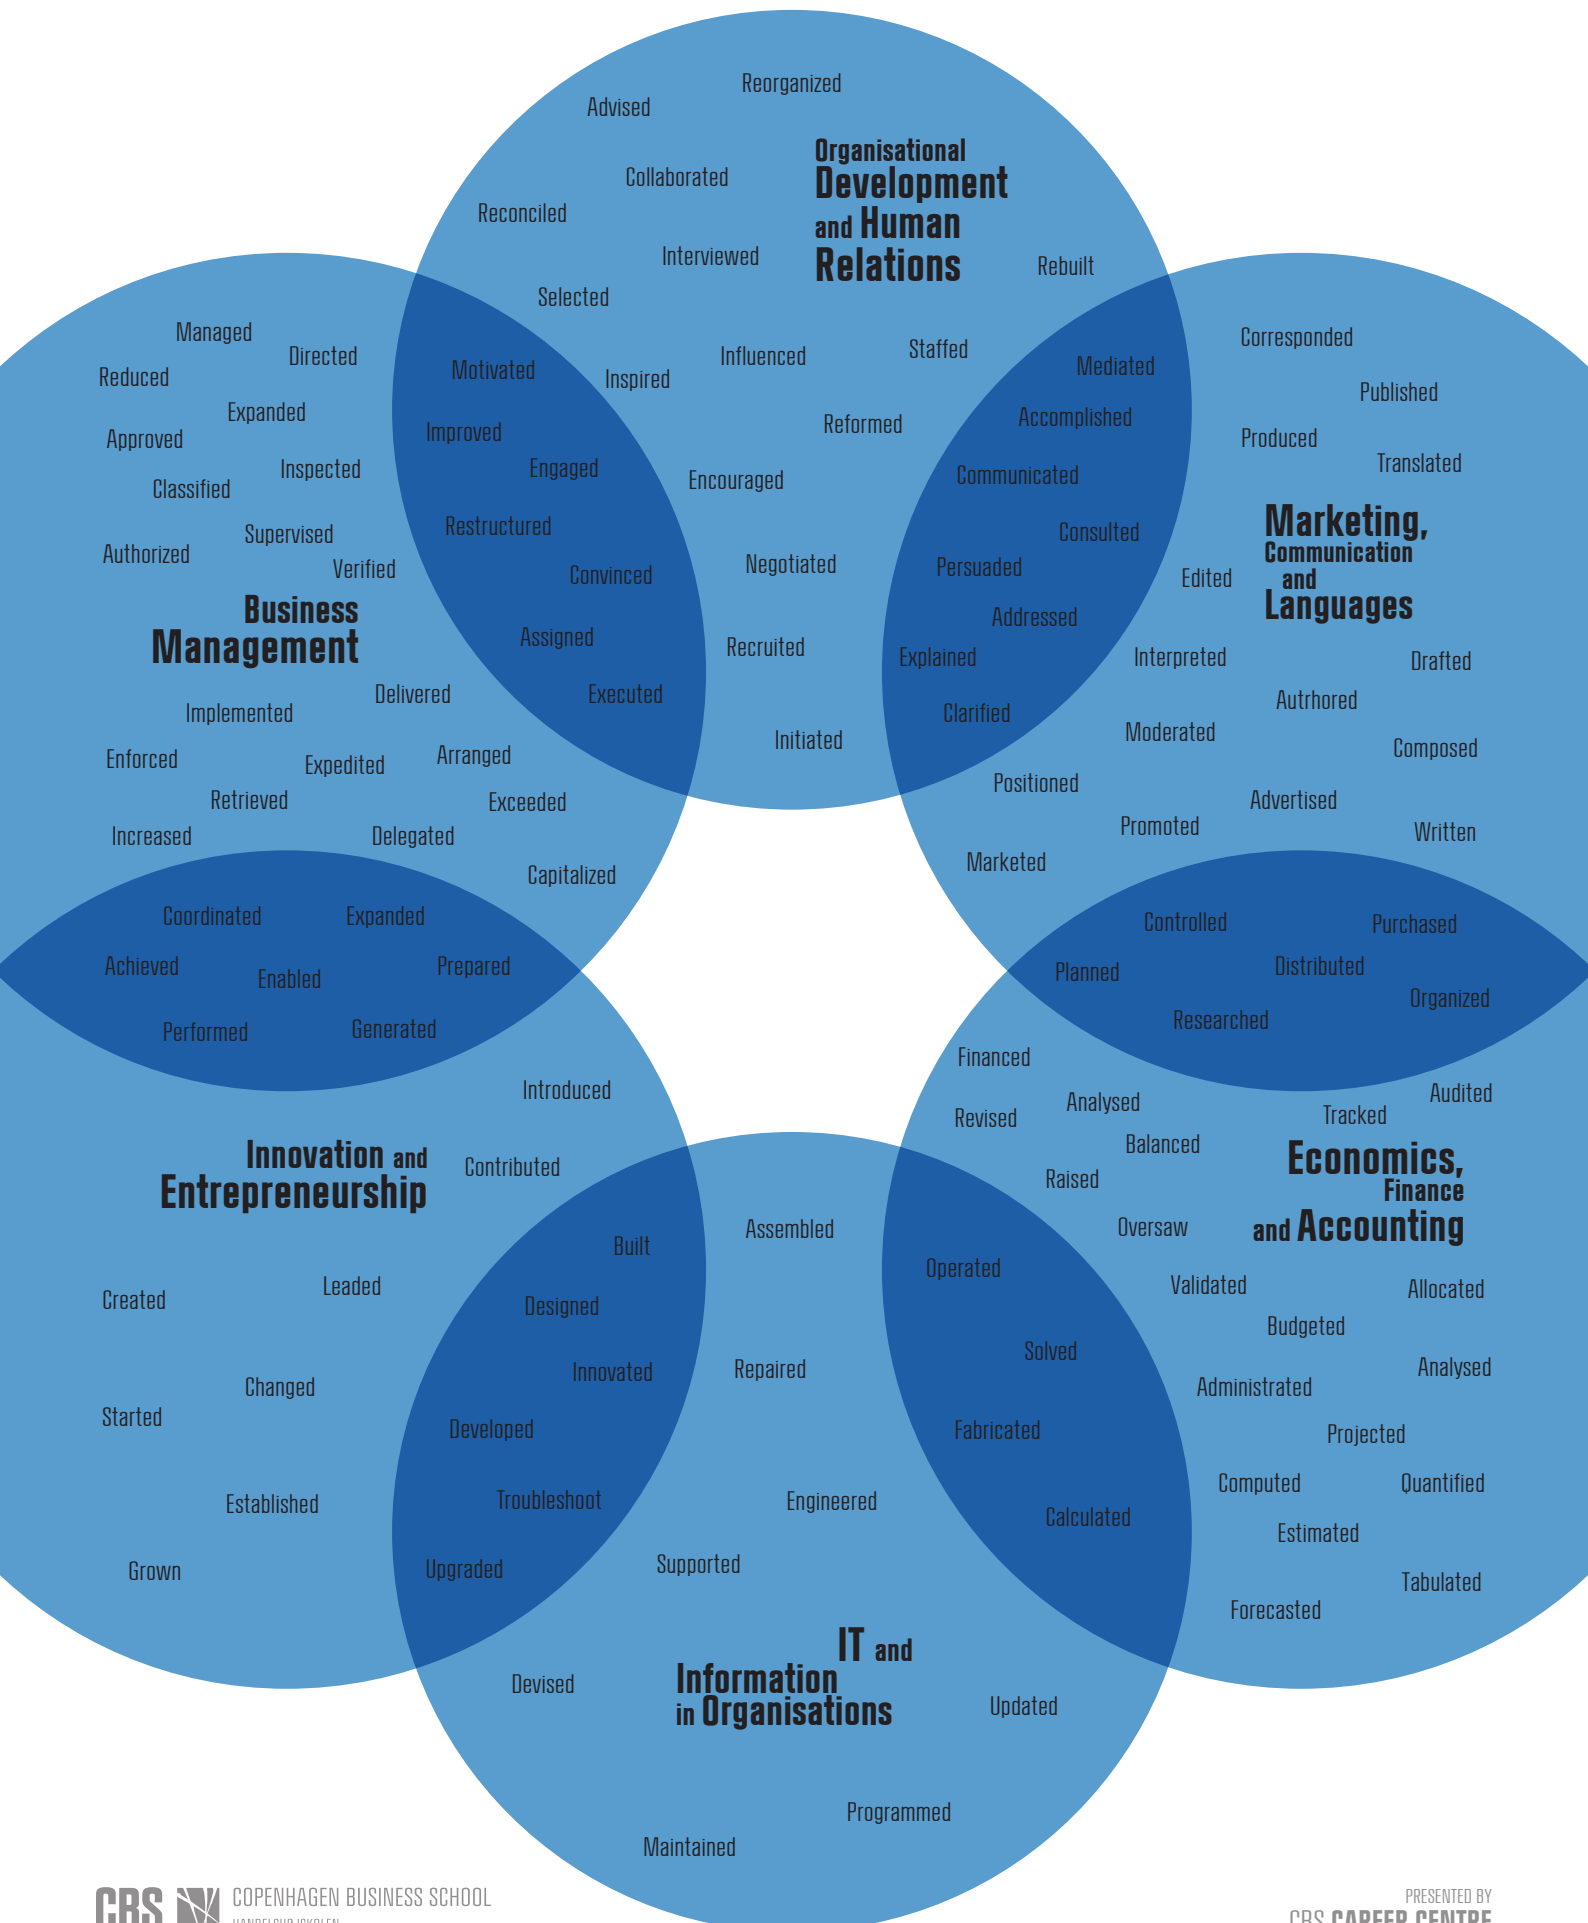 Reorganized
Advised
Organisational
Development
and Human
Relations
Collaborated
Reconciled
Interviewed
Rebuilt
Selected
Influenced
Staffed
Inspired
Reformed
Encouraged
Negotiated
Recruited
Initiated
Managed
Directed
Reduced
Expanded
Approved
Inspected
Classified
Supervised
Authorized
Verified
Business
Management
Delivered
Implemented
Enforced
Expedited
Arranged
Retrieved
Exceeded
Increased
Delegated
Capitalized
Motivated
Improved
Engaged
Restructured
Convinced
Assigned
Executed
Mediated
Accomplished
Communicated
Consulted
Persuaded
Addressed
Explained
Clarified
Corresponded
Published
Produced
Translated
Marketing,
Communication
and
Languages
Edited
Interpreted
Drafted
Autrhored
Moderated
Composed
Positioned
Advertised
Promoted
Written
Marketed
Coordinated
Expanded
Achieved
Enabled
Prepared
Performed
Generated
Controlled
Purchased
Planned
Distributed
Organized
Researched
Introduced
Innovation and
Entrepreneurship
Contributed
Created
Leaded
Changed
Started
Established
Grown
Built
Designed
Innovated
Developed
Troubleshoot
Upgraded
Assembled
Repaired
Engineered
Supported
IT and
Information
in Organisations
Devised
Updated
Programmed
Maintained
Operated
Solved
Fabricated
Calculated
Financed
Audited
Analysed
Revised
Tracked
Balanced
Economics,
Finance
and Accounting
Raised
Oversaw
Validated
Allocated
Budgeted
Analysed
Administrated
Projected
Computed
Quantified
Estimated
Tabulated
Forecasted
CBS
COPENHAGEN BUSINESS SCHOOL
PRESENTED BY
CBS CAREER CENTRE